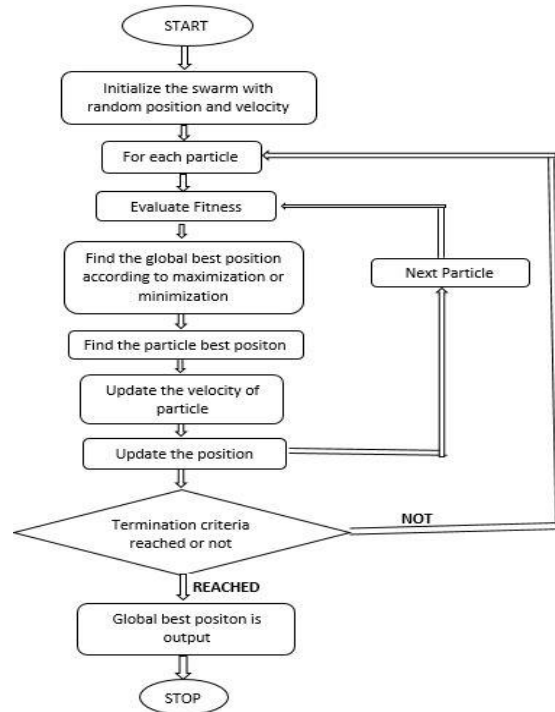 START
Initialize the swarm with
random position and velocity
For each particle
Evaluate Fitness
Find the global best position
according to maximization or
minimization
Next Particle
Find the particle best positon
Update the velocity of
particle
Update the position
Termination criteria
reached or not
NOT
REACHED
Global best positon is
output
STOP